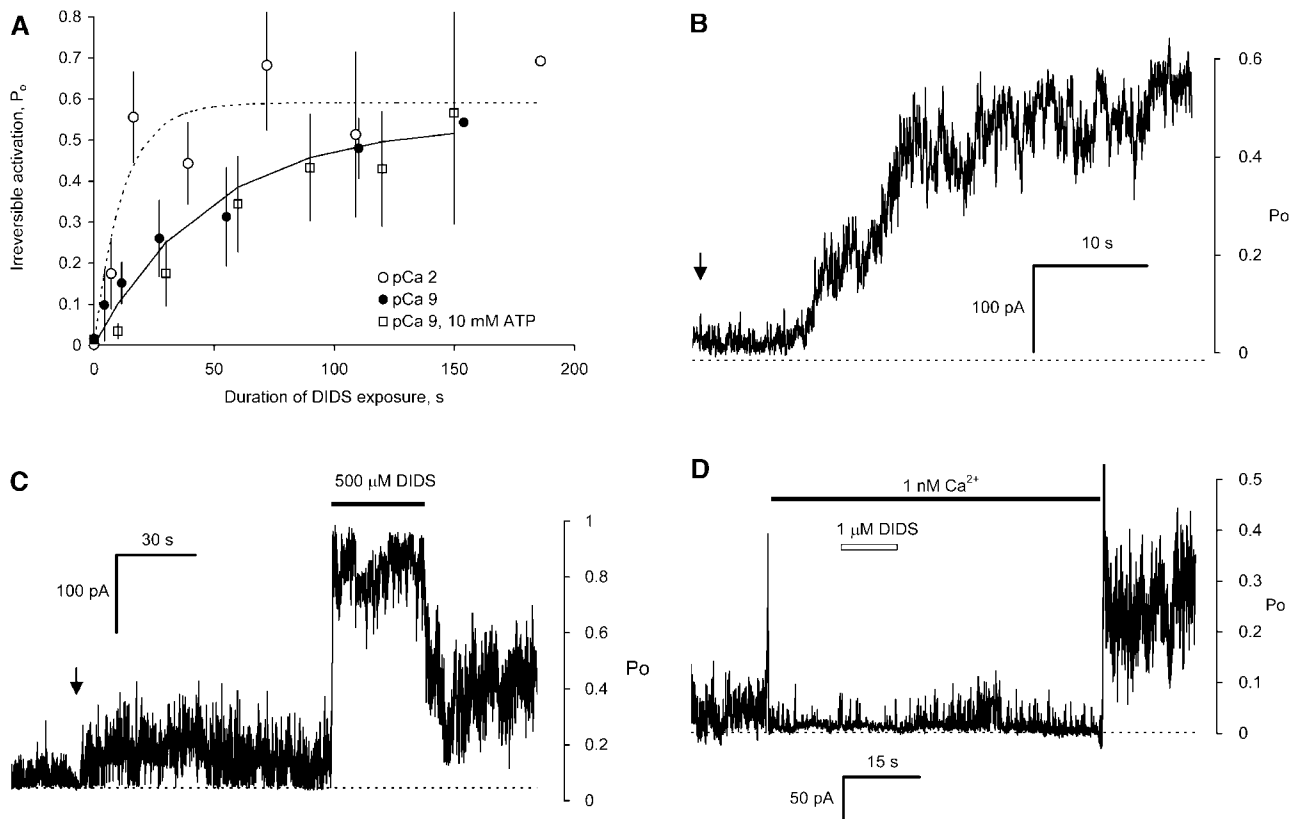 A
0.8
0.7
0.6
0.5
0.4
0.3
0.2
0.1
0
Irreversible activation, Po
pCa 2
pCa 9
pCa 9, 10 mM ATP
0
50
100
150
200
Duration of DIDS exposure, s
B
0.6
0.4
0.2
0
Po
10 s
100 pA
C
500 μM DIDS
30 s
100 pA
1
0.8
0.6
0.4
0.2
0
Po
D
1 nM Ca2+
1 μM DIDS
0.5
0.4
0.3
0.2
0.1
0
Po
15 s
50 pA